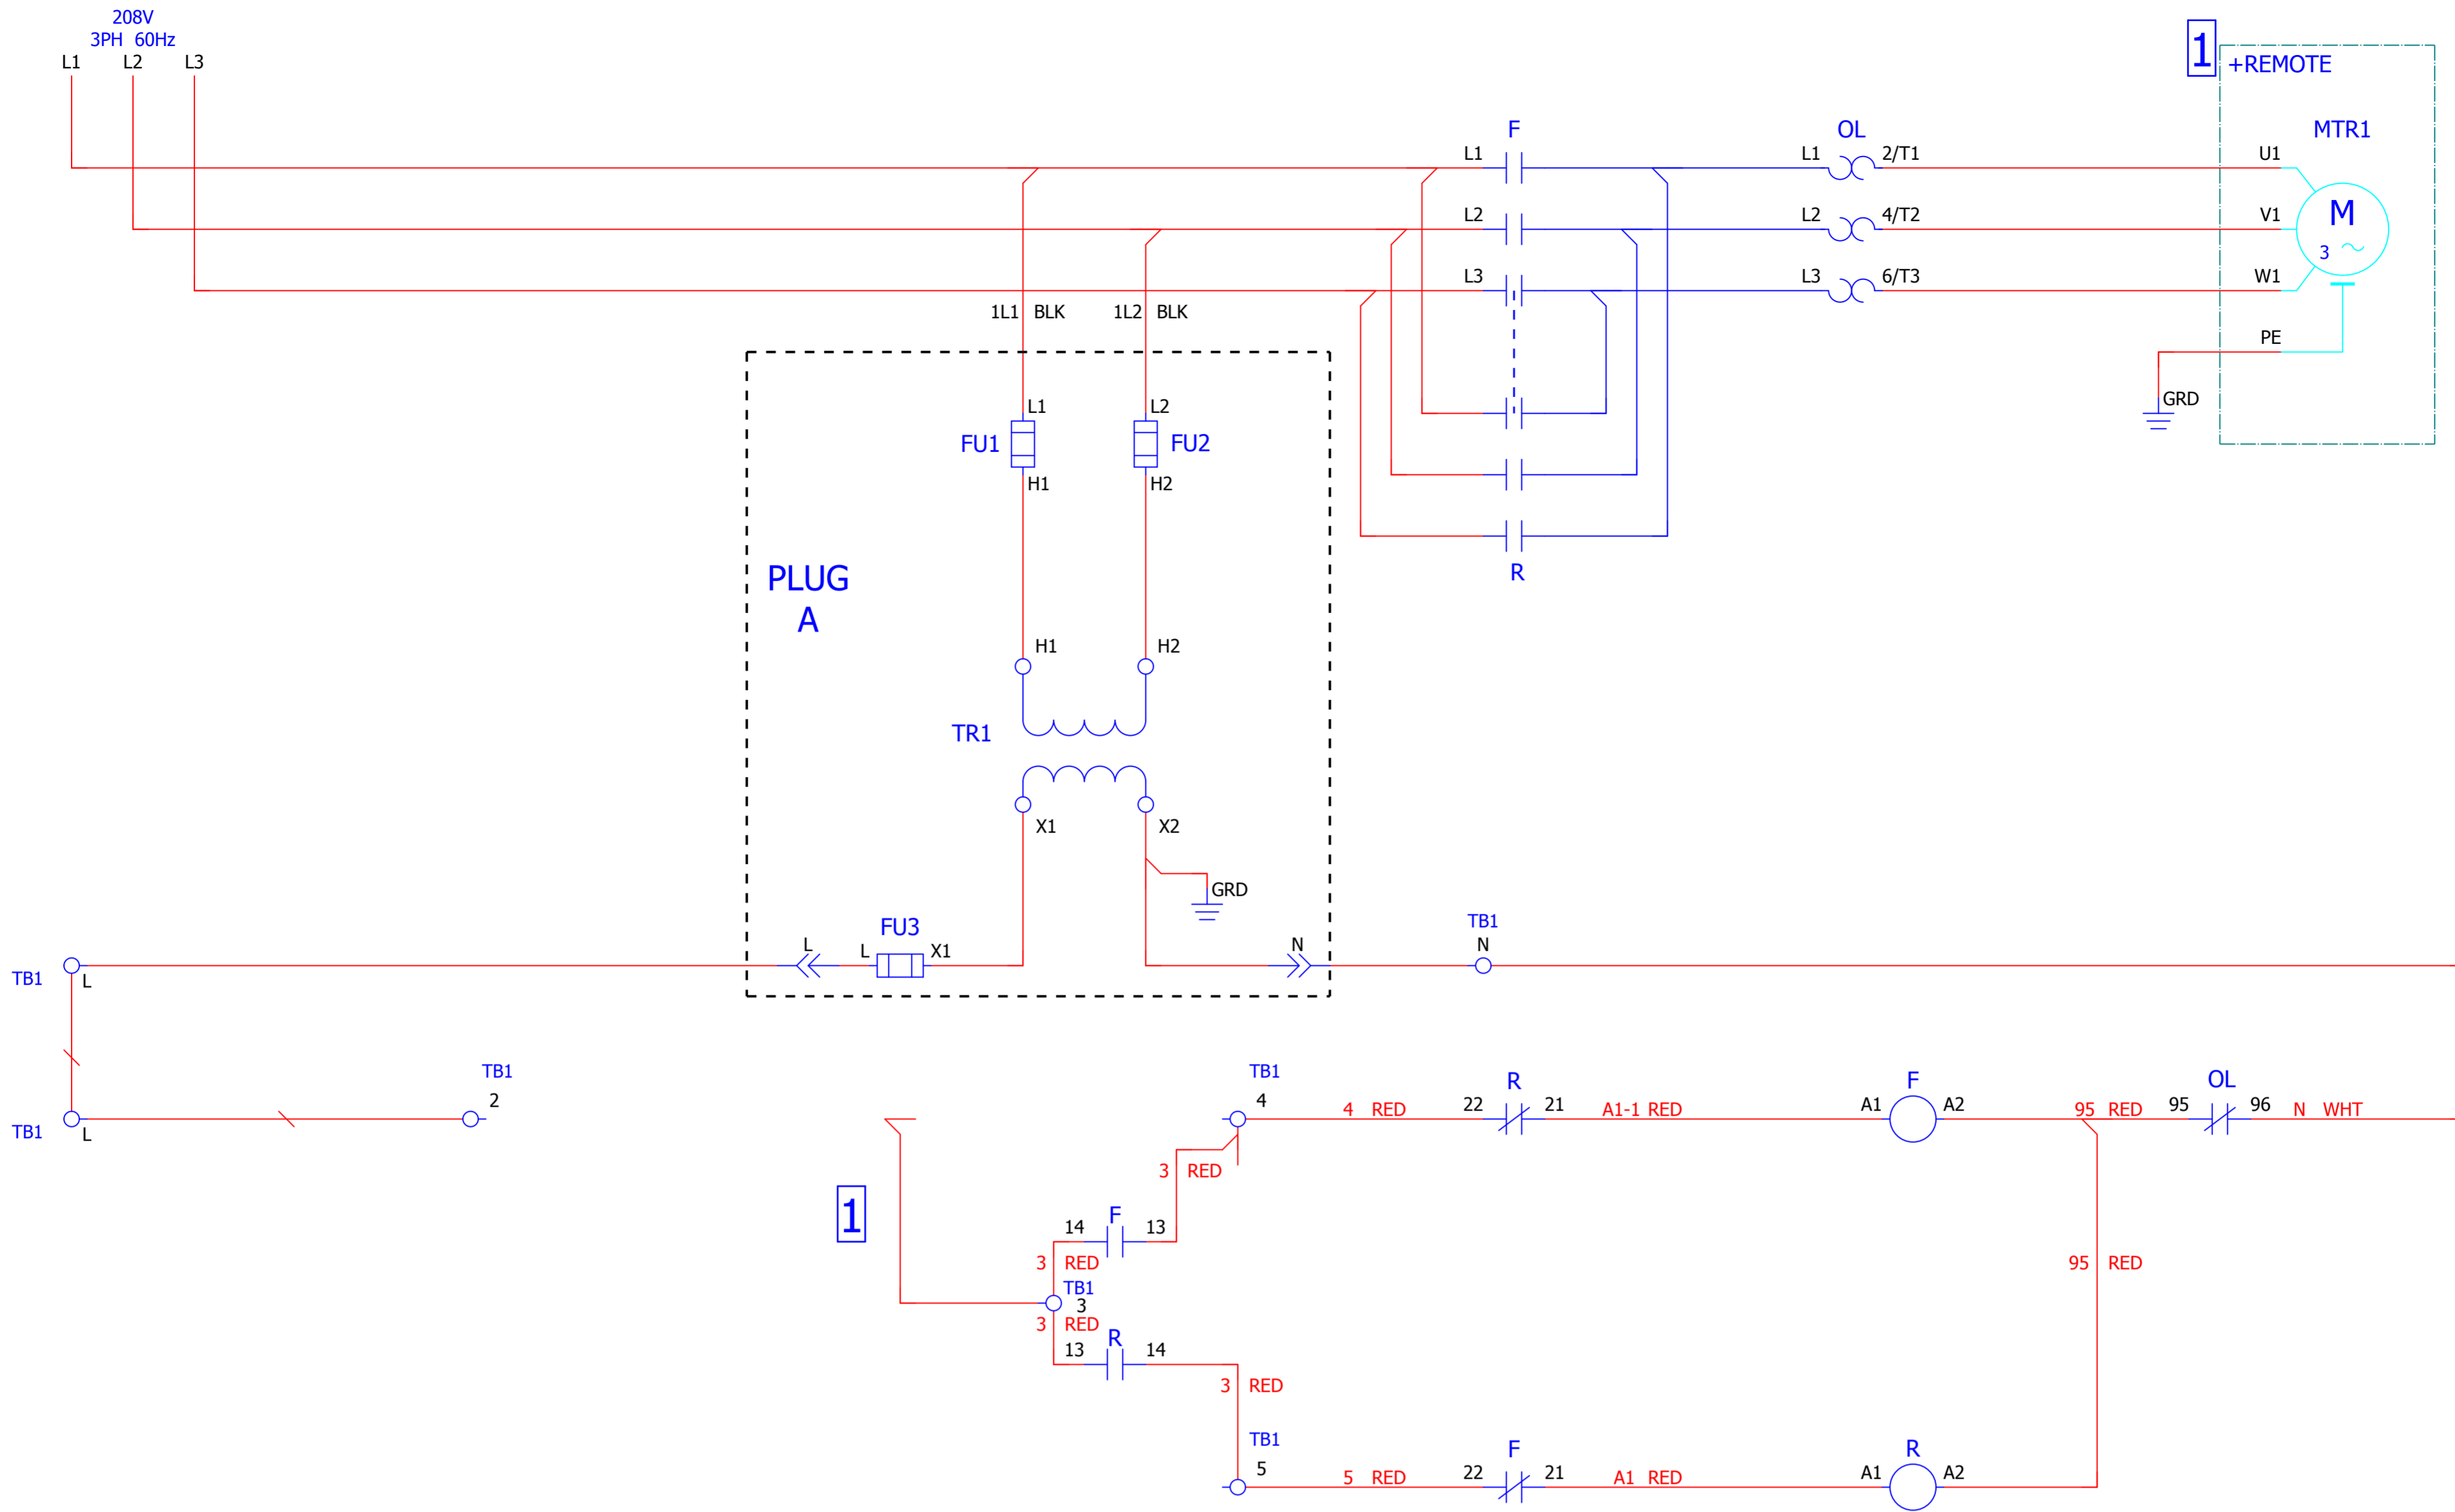 208V
3PH 60Hz
L1 L2 L3
1
+REMOTE
F OL MTR1
L1 L1 2/T1 U1
L2 L2 4/T2 V1
M
3
L3 L3 6/T3 W1
1L1 BLK 1L2 BLK
PE
GRD
L1 L2
FU1 FU2
H1 H2
R
PLUG
A
H1 H2
TR1
X1 X2
GRD
FU3
L L X1 N
TB1
N
TB1
L
TB1
2
TB1
4
TB1
L
4 RED 22 R 21 A1-1 RED A1 F A2 95 RED 95 OL 96 N WHT
3 RED
1
14 F 13
3 RED
95 RED
TB1
3
3 RED
13 R 14
3 RED
TB1
5
5 RED 22 F 21 A1 RED A1 R A2